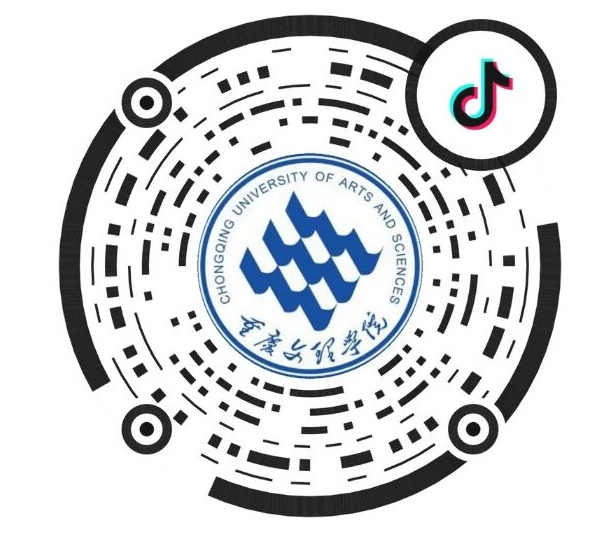 CHONGQING UNIVERSITY OF ARTS AND SCIENCES
重庆文理学院